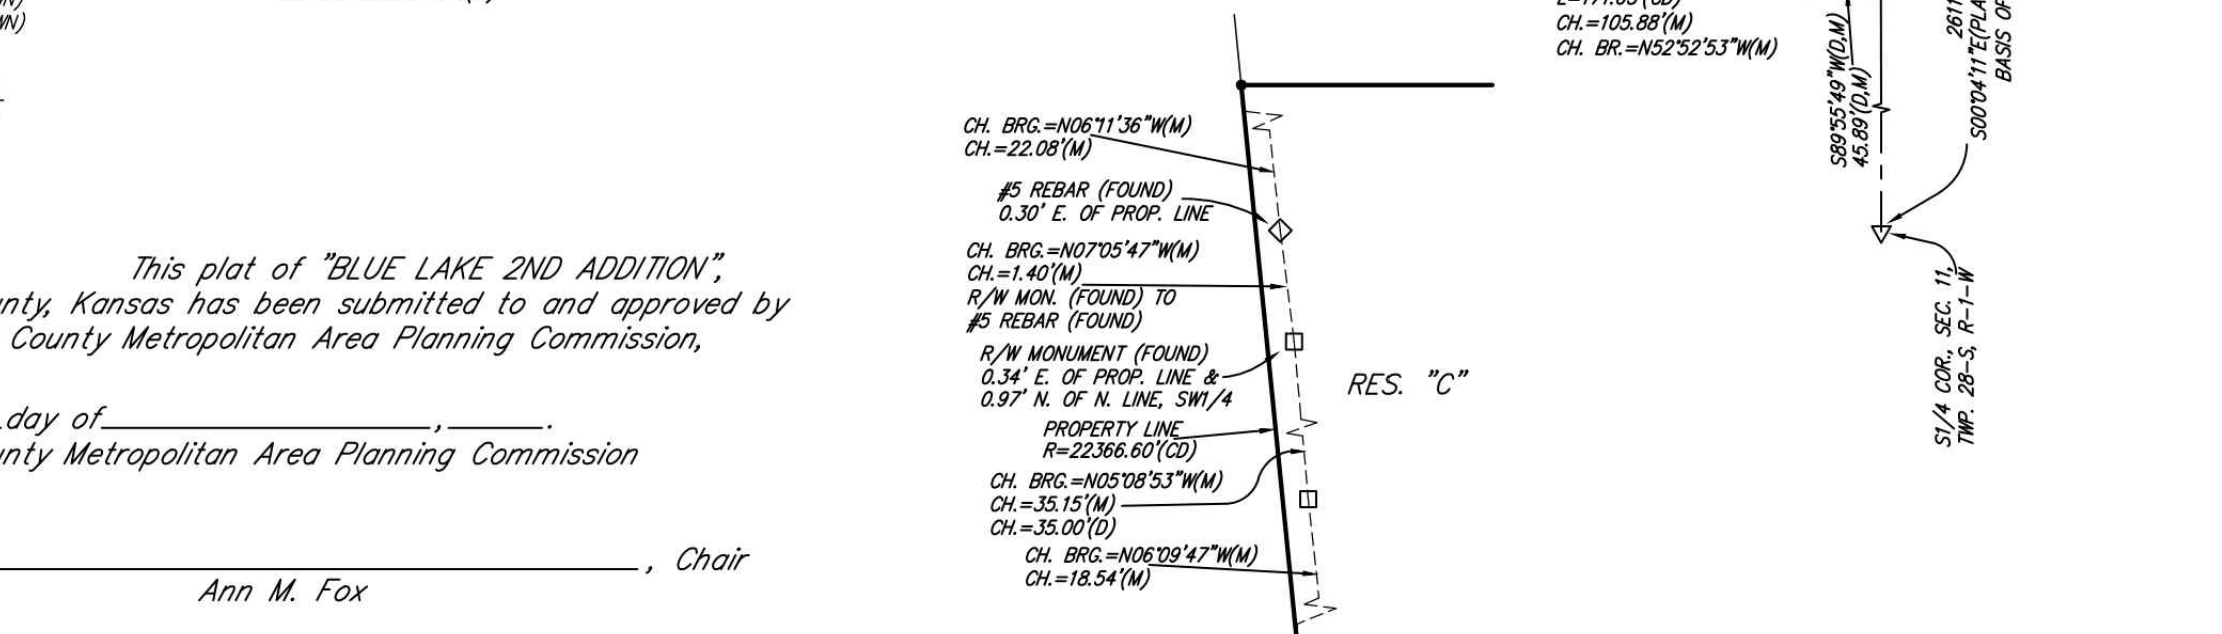 WN)
This plat of "BLUE LAKE 2ND ADDITION",
nty, Kansas has been submitted to and approved by
County Metropolitan Area Planning Commission,
day of ____________, ____.
nty Metropolitan Area Planning Commission
____________, Chair
Ann M. Fox
CH. BRG.=N06°11'36"W(M)
CH.=22.08'(M)
#5 REBAR (FOUND)
0.30' E. OF PROP. LINE
CH. BRG.=N07°05'47"W(M)
CH.=1.40'(M)
R/W MON. (FOUND) TO
#5 REBAR (FOUND)
R/W MONUMENT (FOUND)
0.34' E. OF PROP. LINE &
0.97' N. OF N. LINE, SW1/4
PROPERTY LINE
R=22366.60'(CD)
CH. BRG.=N05°08'53"W(M)
CH.=35.15'(M)
CH.=35.00'(D)
CH. BRG.=N06°09'47"W(M)
CH.=18.54'(M)
RES. "C"
CH.=105.88'(M)
CH. BR.=N52°52'53"W(M)
S89°55'49"W(D,M)
45.89'(D,M)
2611
S00°04'11"E(PLA
BASIS OF
S1/4 COR., SEC. 11,
TWP. 28-S, R-1-W